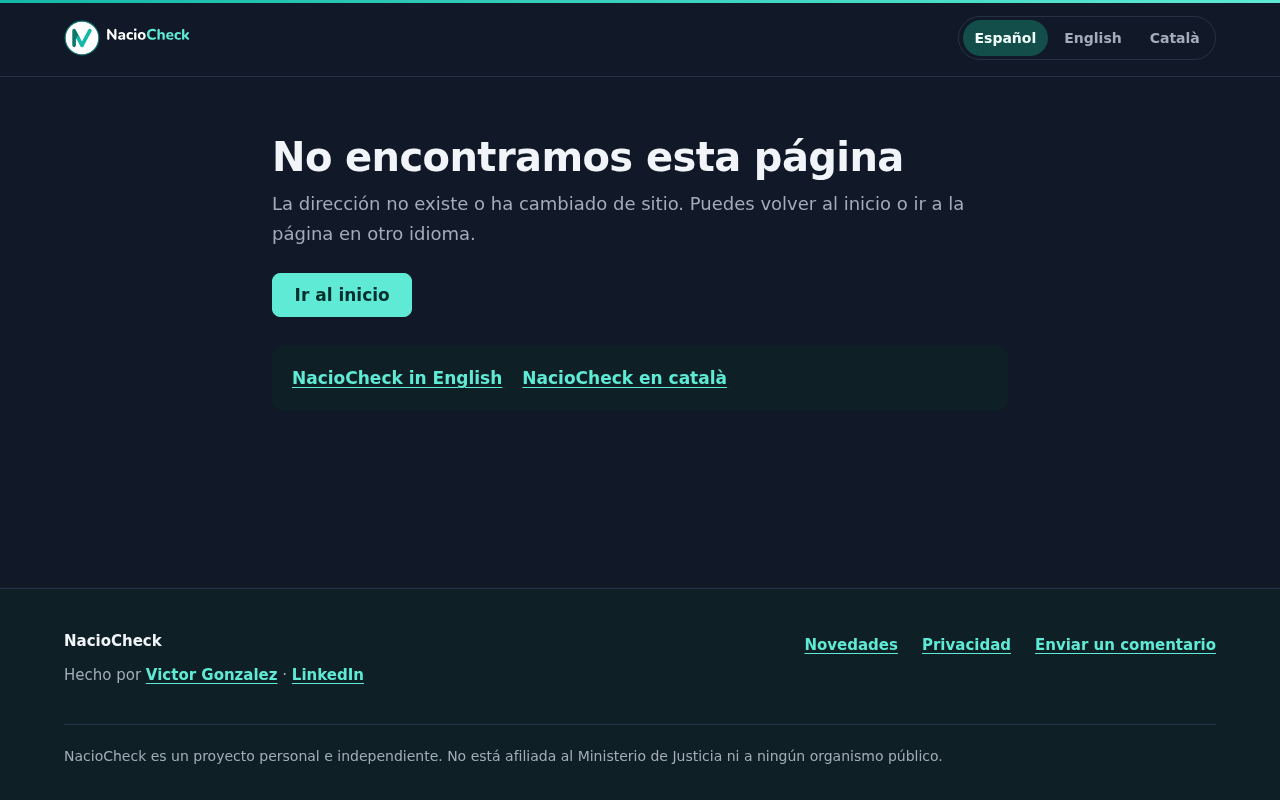 NacioCheck
Español English Català
No encontramos esta página
La dirección no existe o ha cambiado de sitio. Puedes volver al inicio o ir a la
página en otro idioma.
Ir al inicio
NacioCheck in English NacioCheck en català
NacioCheck
Novedades Privacidad Enviar un comentario
Hecho por Victor Gonzalez · LinkedIn
NacioCheck es un proyecto personal e independiente. No está afiliada al Ministerio de Justicia ni a ningún organismo público.